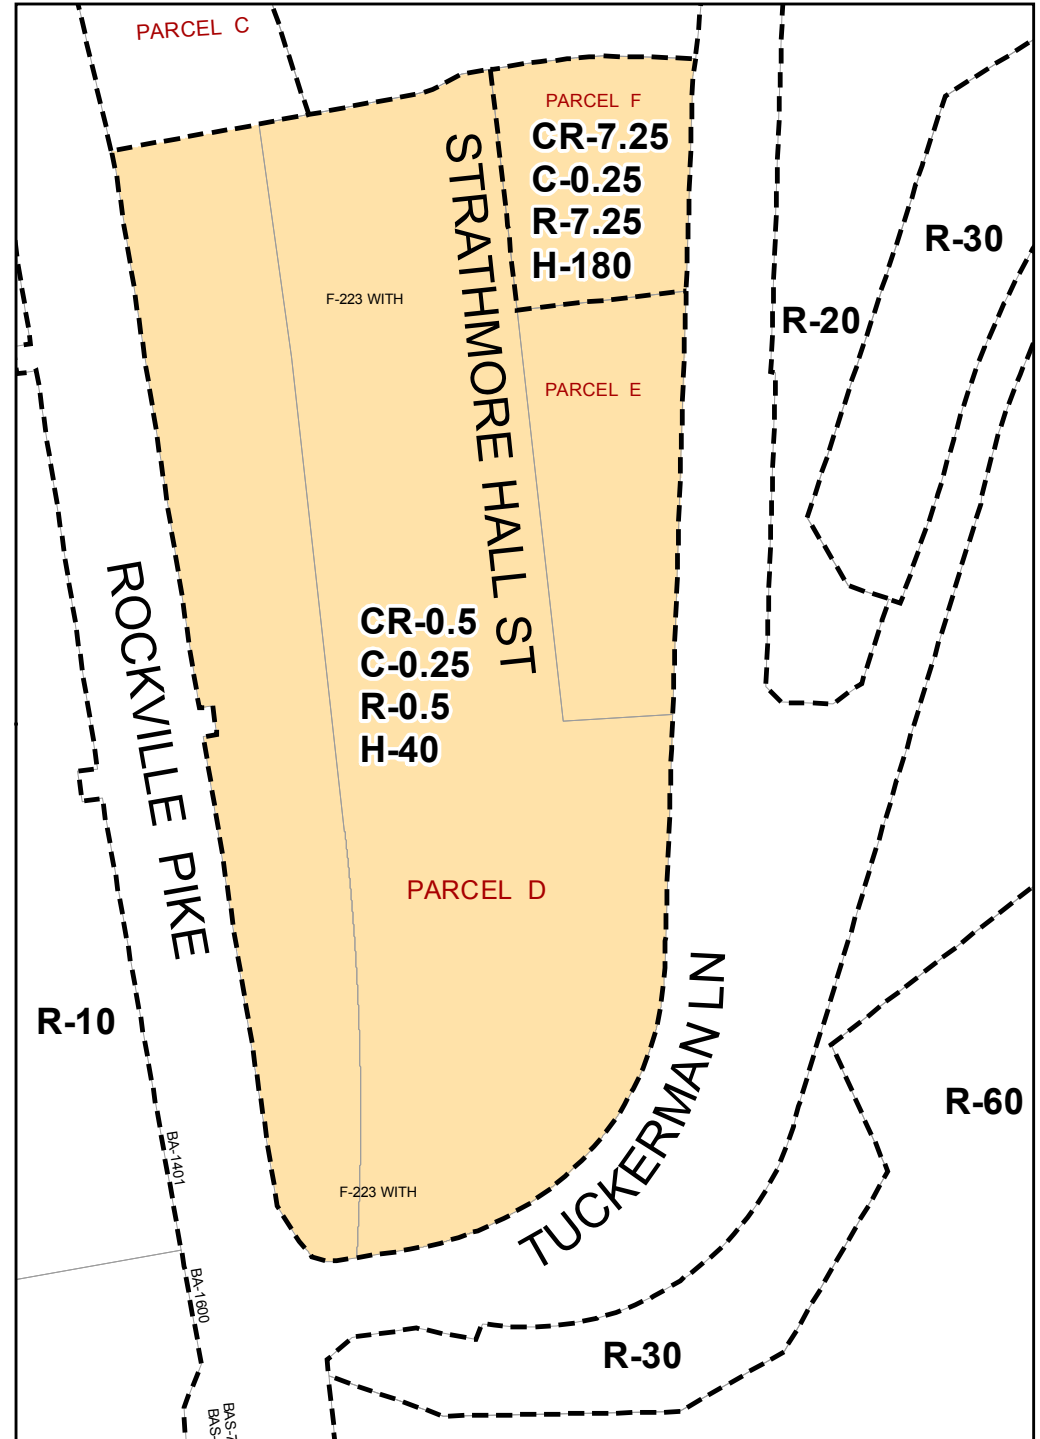 PARCEL C
PARCEL F
CR-7.25
C-0.25
R-7.25
H-180
STRATHMORE HALL ST
R-30
F-223 WITH
R-20
PARCEL E
ROCKVILLE PIKE
CR-0.5
C-0.25
R-0.5
H-40
PARCEL D
TUCKERMAN LN
R-10
R-60
BA-1401
F-223 WITH
BA-1600
R-30